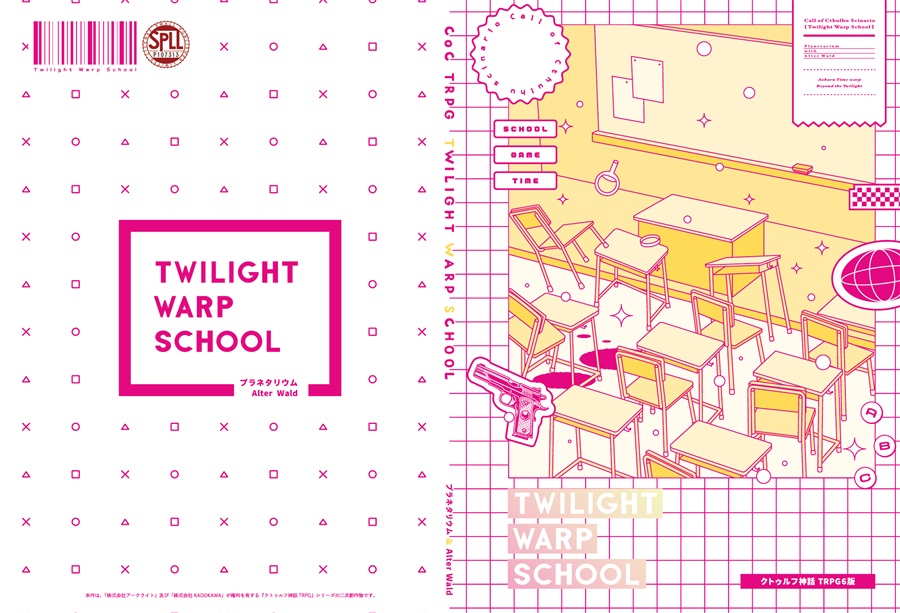 Twilight Warp School
SPLL
P107313
TWILIGHT
WARP
SCHOOL
プラネタリウム
Alter Wald
本作は、「株式会社アークライト」及び「株式会社KADOKAWA」が権利を有する『クトゥルフ神話TRPG』シリーズの二次創作物です。
CoC TRPG TWILIGHT WARP SCHOOL
プラネタリウム & Alter Wald
Call of Cthulhu Scinario
SCHOOL
GAME
TIME
Call of Cthulhu Scinario
[Twilight Warp School]
Planetarium
with
Alter Wald
Beyond the Twilight
A
B
C
TWILIGHT
WARP
SCHOOL
クトゥルフ神話 TRPG6版